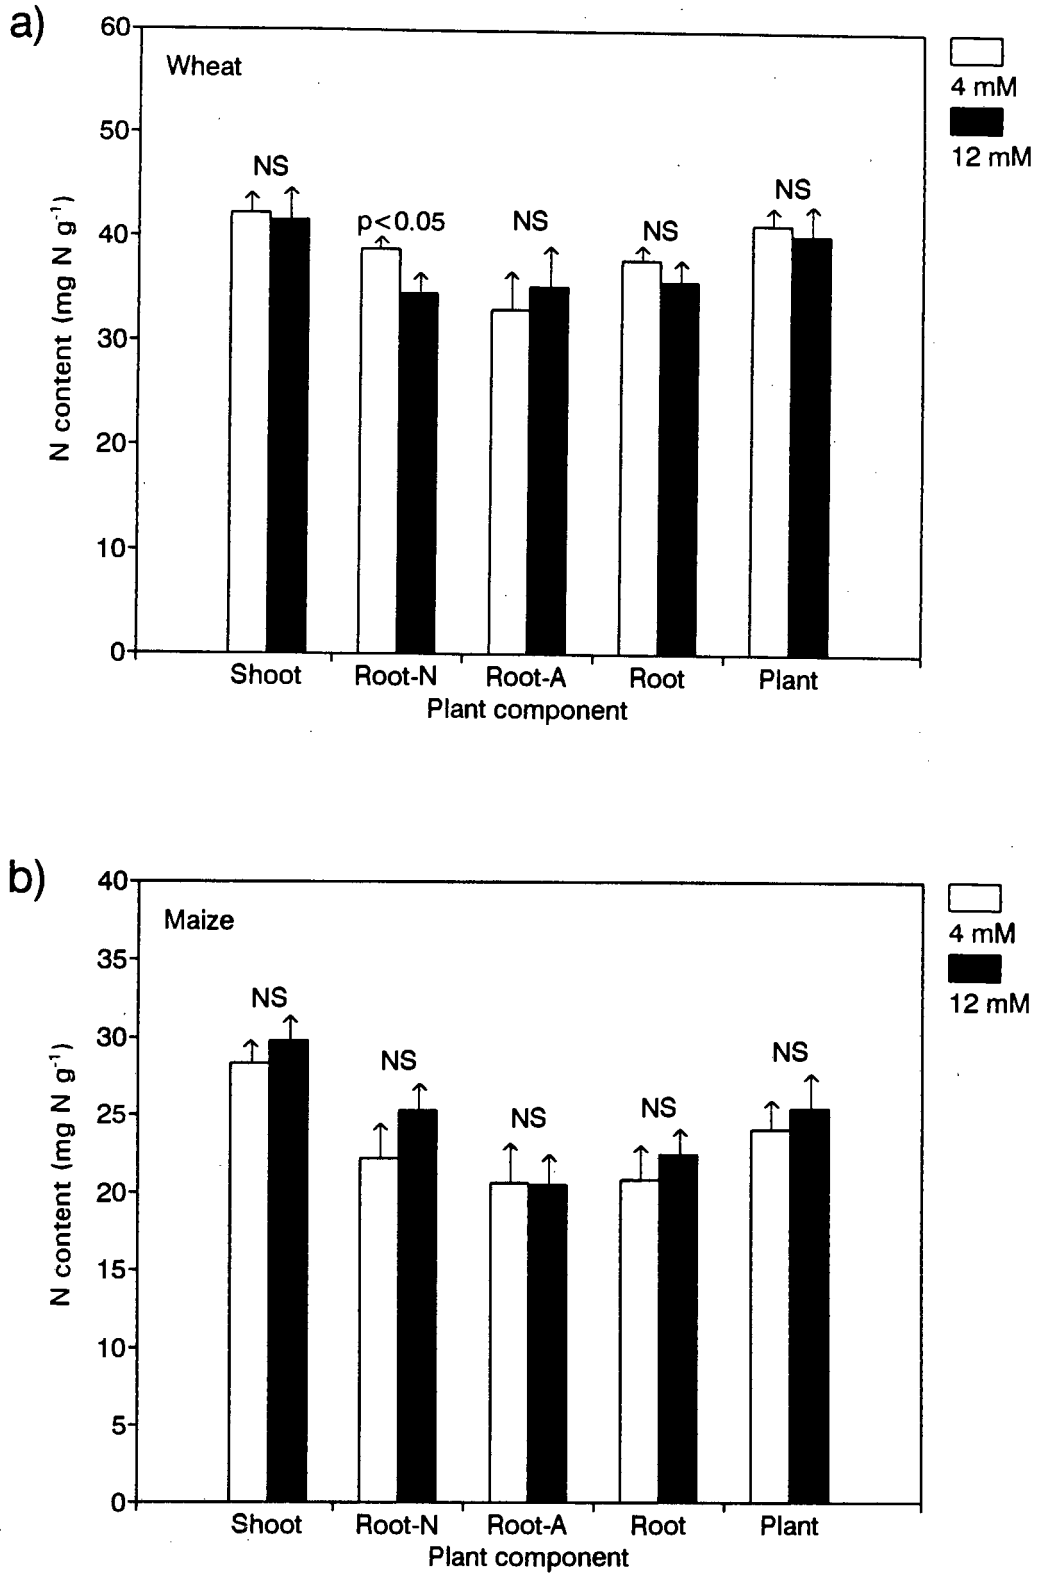 a)
60
50
40
30
20
10
0
N content (mg N g⁻¹)
Wheat
NS
p<0.05
NS
NS
NS
4 mM
12 mM
Shoot Root-N Root-A Root Plant
Plant component
b)
40
35
30
25
20
15
10
5
0
N content (mg N g⁻¹)
Maize
NS
NS
NS
NS
NS
4 mM
12 mM
Shoot Root-N Root-A Root Plant
Plant component